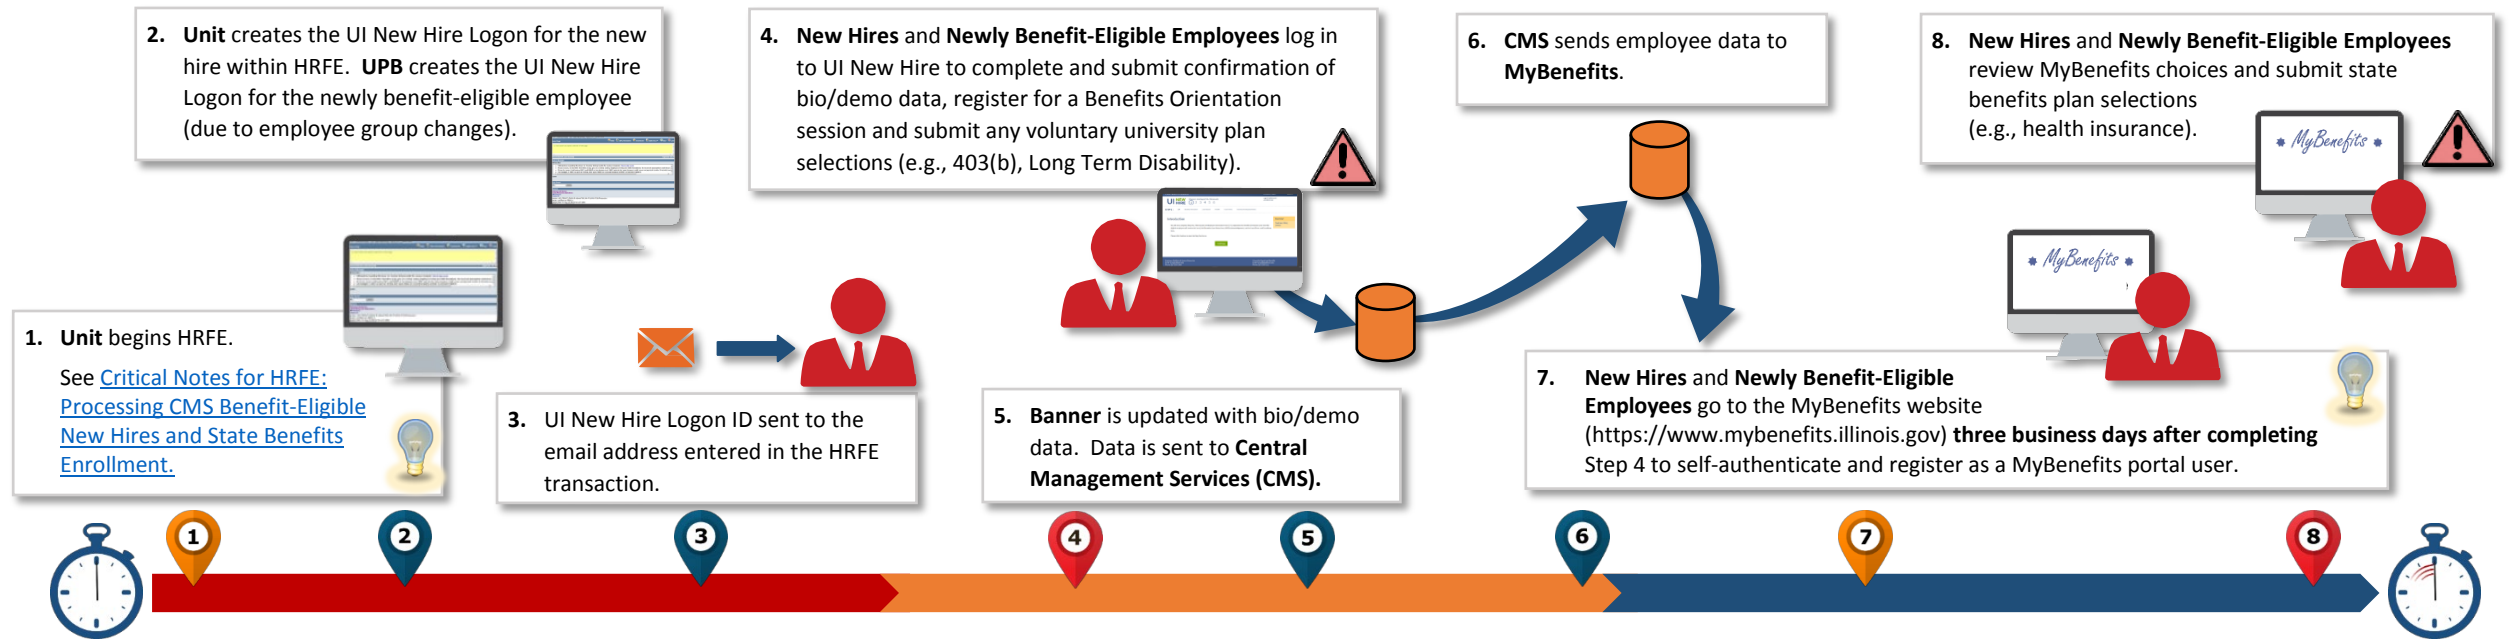 2. Unit creates the UI New Hire Logon for the new
hire within HRFE. UPB creates the UI New Hire
Logon for the newly benefit-eligible employee
(due to employee group changes).
4. New Hires and Newly Benefit-Eligible Employees log in
to UI New Hire to complete and submit confirmation of
bio/demo data, register for a Benefits Orientation
session and submit any voluntary university plan
selections (e.g., 403(b), Long Term Disability).
6. CMS sends employee data to
MyBenefits.
8. New Hires and Newly Benefit-Eligible Employees
review MyBenefits choices and submit state
benefits plan selections
(e.g., health insurance).
MyBenefits
UI NEW HIRE
MyBenefits
1. Unit begins HRFE.
See Critical Notes for HRFE:
Processing CMS Benefit-Eligible
New Hires and State Benefits
Enrollment.
3. UI New Hire Logon ID sent to the
email address entered in the HRFE
transaction.
5. Banner is updated with bio/demo
data. Data is sent to Central
Management Services (CMS).
7. New Hires and Newly Benefit-Eligible
Employees go to the MyBenefits website
(https://www.mybenefits.illinois.gov) three business days after completing
Step 4 to self-authenticate and register as a MyBenefits portal user.
1 2 3 4 5 6 7 8